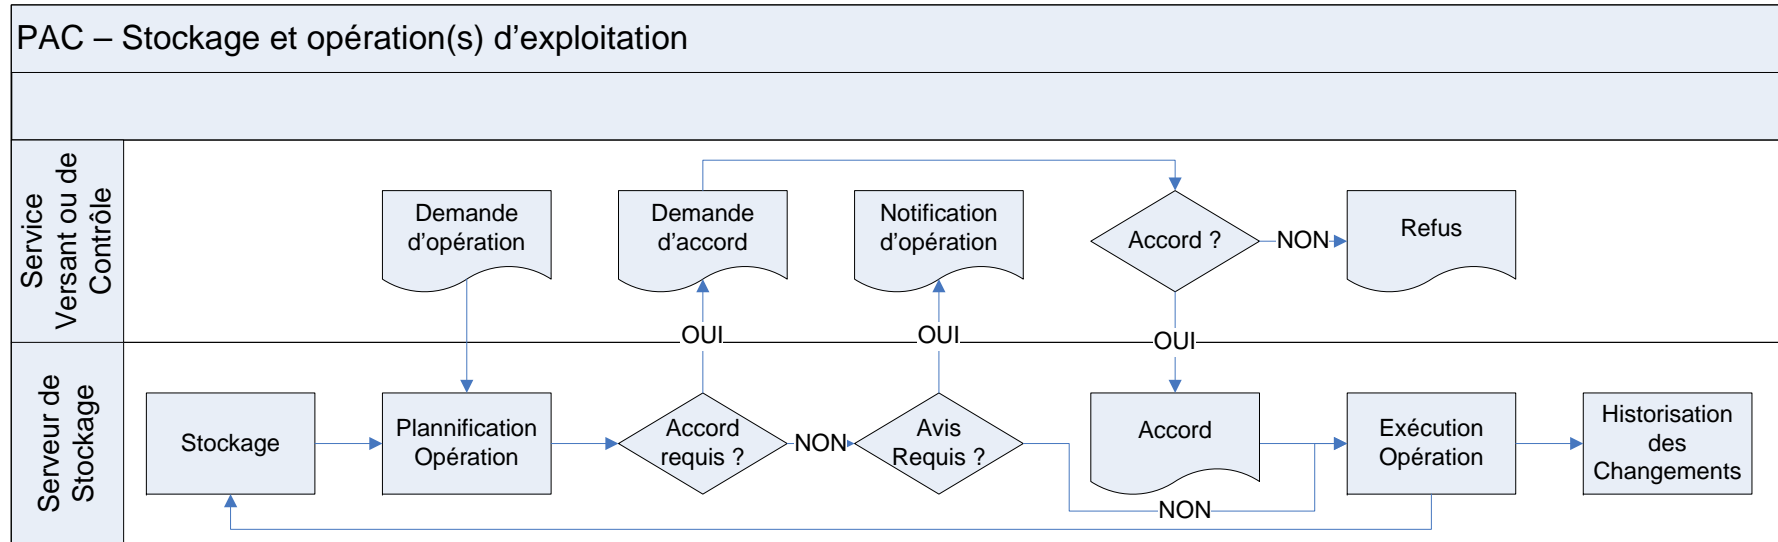 PAC – Stockage et opération(s) d’exploitation
Service
Versant ou de
Contrôle
Demande
d’opération
Demande
d’accord
Notification
d’opération
Accord ?
NON
Refus
OUI
OUI
OUI
Serveur de
Stockage
Stockage
Plannification
Opération
Accord
requis ?
NON
Avis
Requis ?
Accord
NON
Exécution
Opération
Historisation
des
Changements